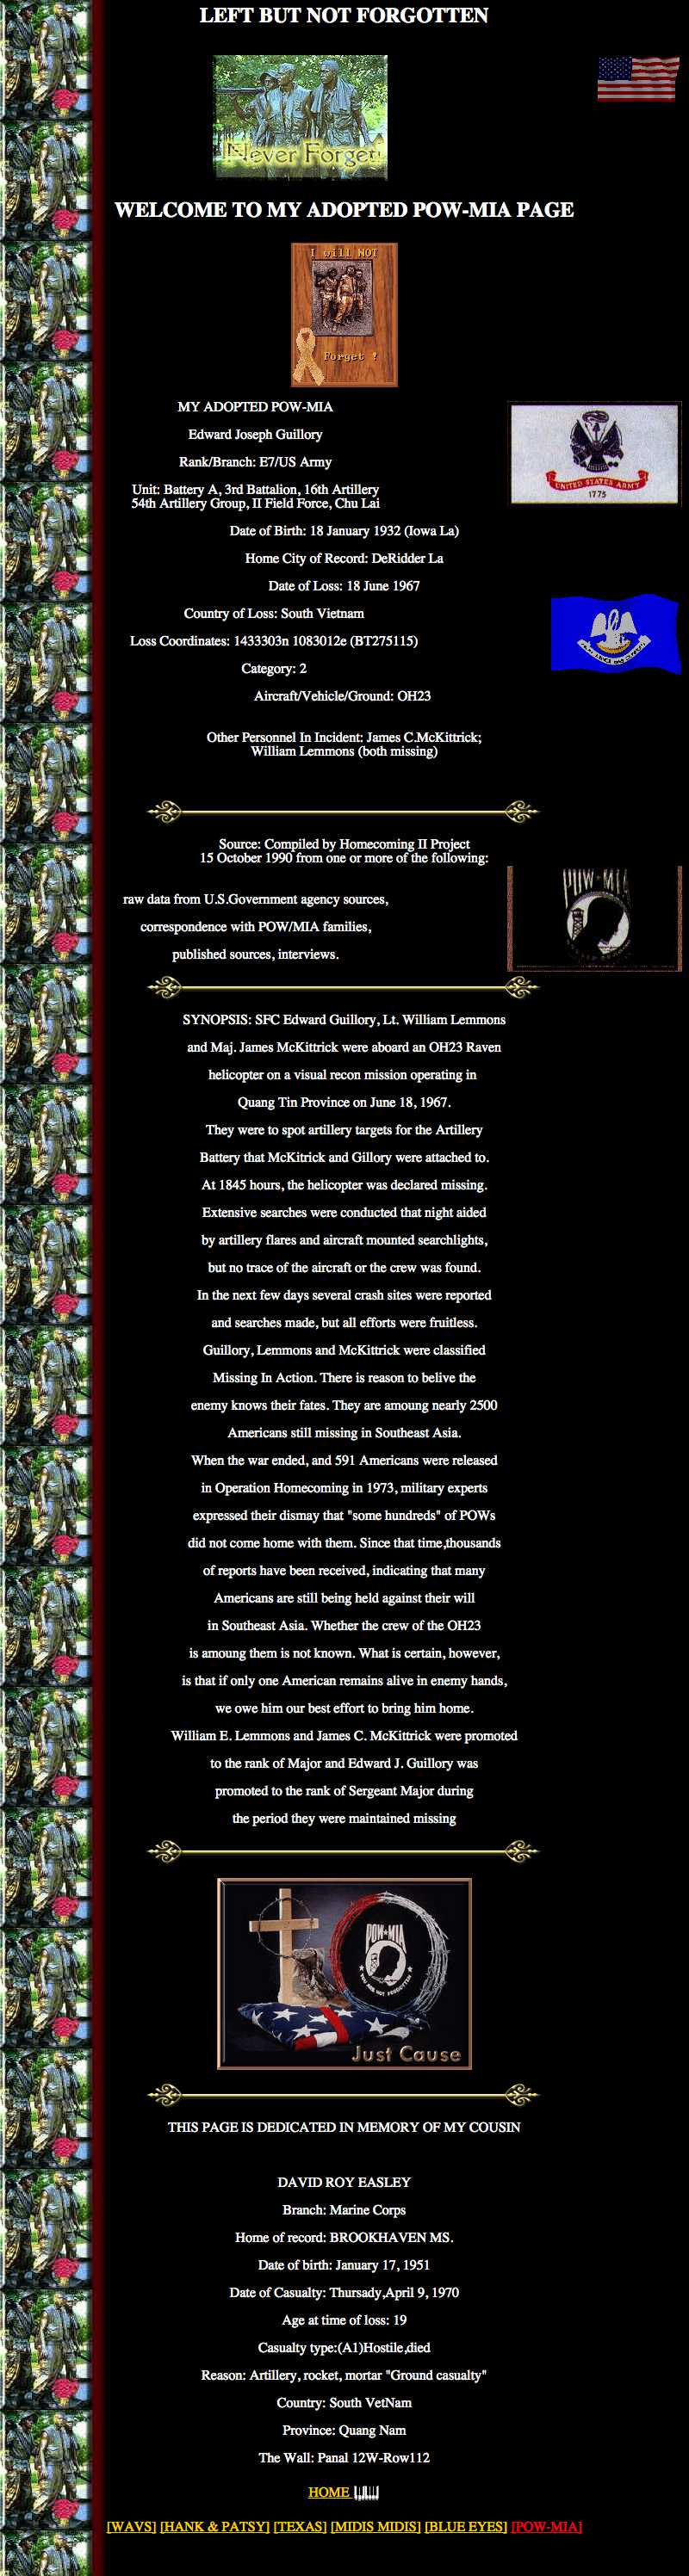 LEFT BUT NOT FORGOTTEN
Never Forget!
WELCOME TO MY ADOPTED POW-MIA PAGE
I will NOT
Forget !
MY ADOPTED POW-MIA
Edward Joseph Guillory
Rank/Branch: E7/US Army
Unit: Battery A, 3rd Battalion, 16th Artillery
54th Artillery Group, II Field Force, Chu Lai
UNITED STATES ARMY
1775
Date of Birth: 18 January 1932 (Iowa La)
Home City of Record: DeRidder La
Date of Loss: 18 June 1967
Country of Loss: South Vietnam
Loss Coordinates: 1433303n 1083012e (BT275115)
Category: 2
Aircraft/Vehicle/Ground: OH23
Other Personnel In Incident: James C.McKittrick;
William Lemmons (both missing)
Source: Compiled by Homecoming II Project
15 October 1990 from one or more of the following:
POW-MIA
raw data from U.S.Government agency sources,
correspondence with POW/MIA families,
published sources, interviews.
SYNOPSIS: SFC Edward Guillory, Lt. William Lemmons
and Maj. James McKittrick were aboard an OH23 Raven
helicopter on a visual recon mission operating in
Quang Tin Province on June 18, 1967.
They were to spot artillery targets for the Artillery
Battery that McKitrick and Gillory were attached to.
At 1845 hours, the helicopter was declared missing.
Extensive searches were conducted that night aided
by artillery flares and aircraft mounted searchlights,
but no trace of the aircraft or the crew was found.
In the next few days several crash sites were reported
and searches made, but all efforts were fruitless.
Guillory, Lemmons and McKittrick were classified
Missing In Action. There is reason to belive the
enemy knows their fates. They are amoung nearly 2500
Americans still missing in Southeast Asia.
When the war ended, and 591 Americans were released
in Operation Homecoming in 1973, military experts
expressed their dismay that "some hundreds" of POWs
did not come home with them. Since that time,thousands
of reports have been received, indicating that many
Americans are still being held against their will
in Southeast Asia. Whether the crew of the OH23
is amoung them is not known. What is certain, however,
is that if only one American remains alive in enemy hands,
we owe him our best effort to bring him home.
William E. Lemmons and James C. McKittrick were promoted
to the rank of Major and Edward J. Guillory was
promoted to the rank of Sergeant Major during
the period they were maintained missing
POW★MIA
YOU ARE NOT FORGOTTEN
Just Cause
THIS PAGE IS DEDICATED IN MEMORY OF MY COUSIN
DAVID ROY EASLEY
Branch: Marine Corps
Home of record: BROOKHAVEN MS.
Date of birth: January 17, 1951
Date of Casualty: Thursady,April 9, 1970
Age at time of loss: 19
Casualty type:(A1)Hostile,died
Reason: Artillery, rocket, mortar "Ground casualty"
Country: South VetNam
Province: Quang Nam
The Wall: Panal 12W-Row112
HOME
[WAVS] [HANK & PATSY] [TEXAS] [MIDIS MIDIS] [BLUE EYES] [POW-MIA]